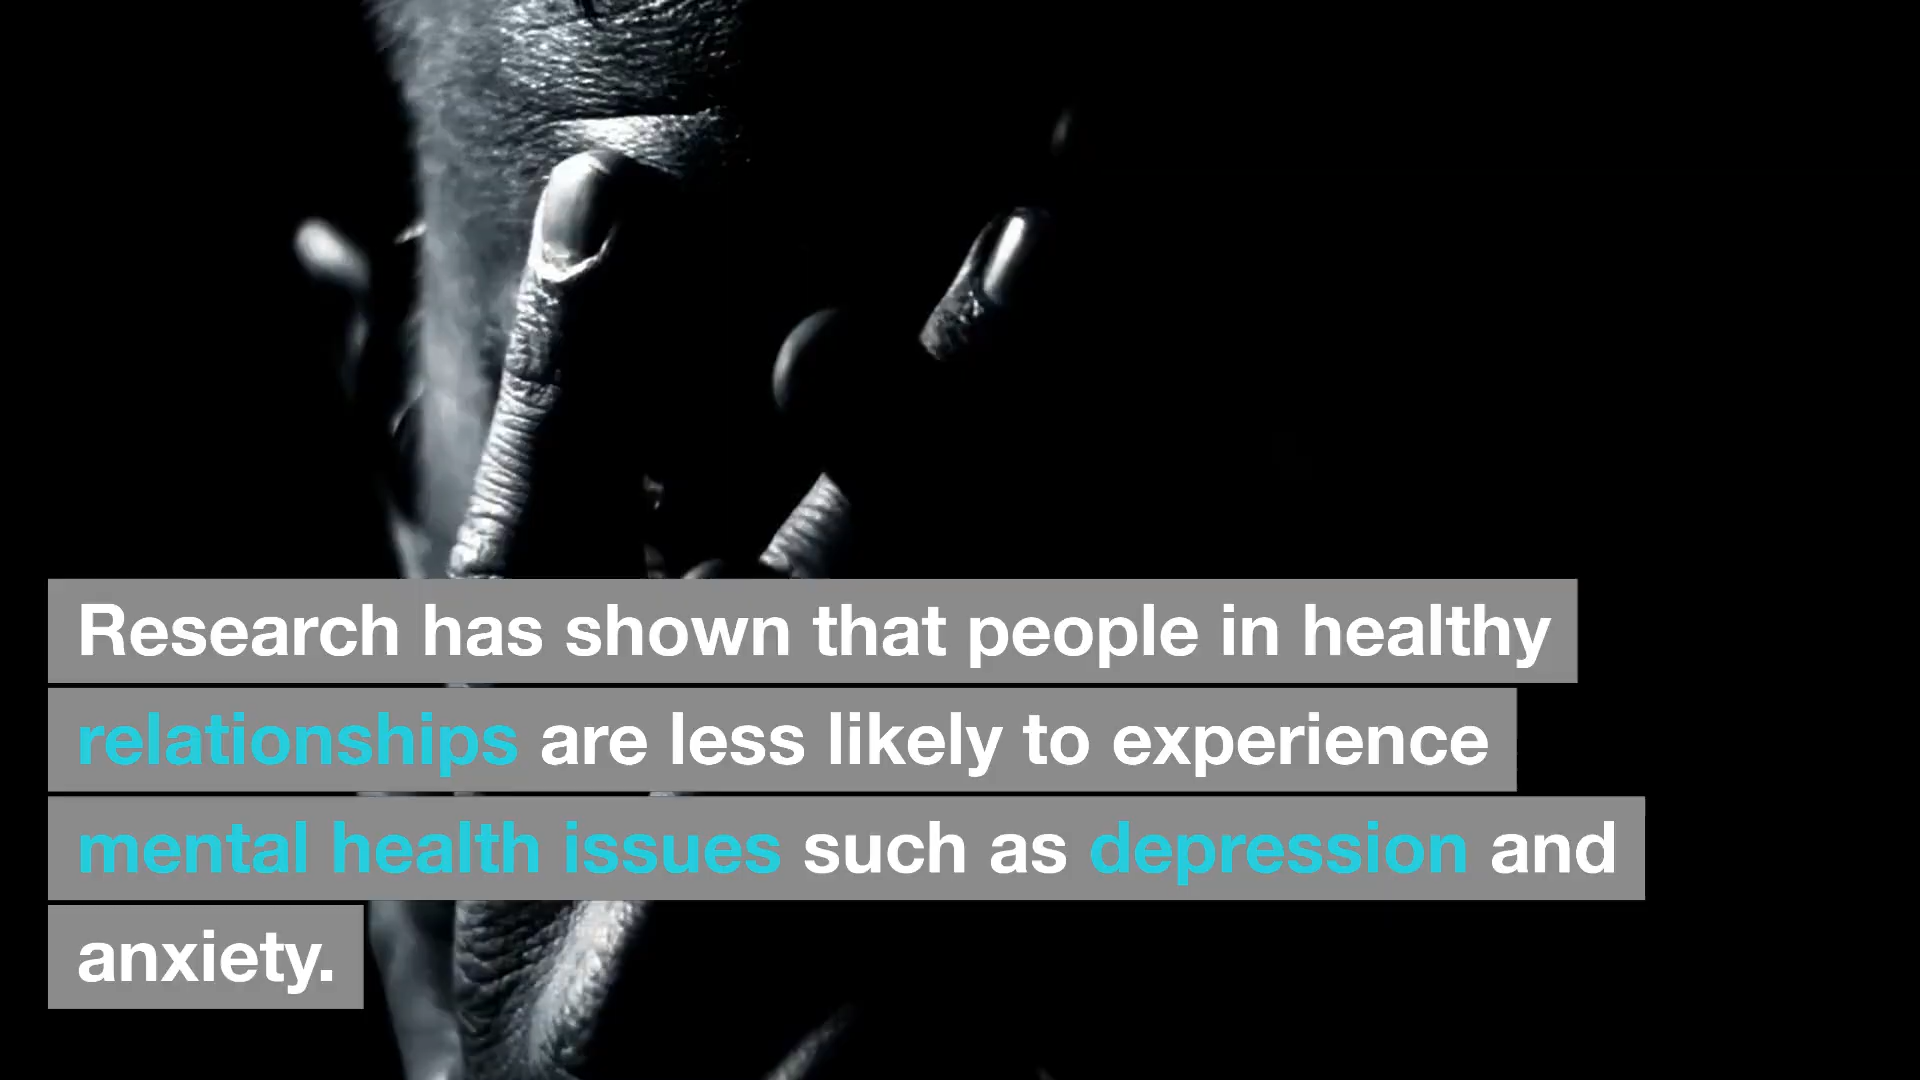 Research has shown that people in healthy
relationships are less likely to experience
mental health issues such as depression and
anxiety.